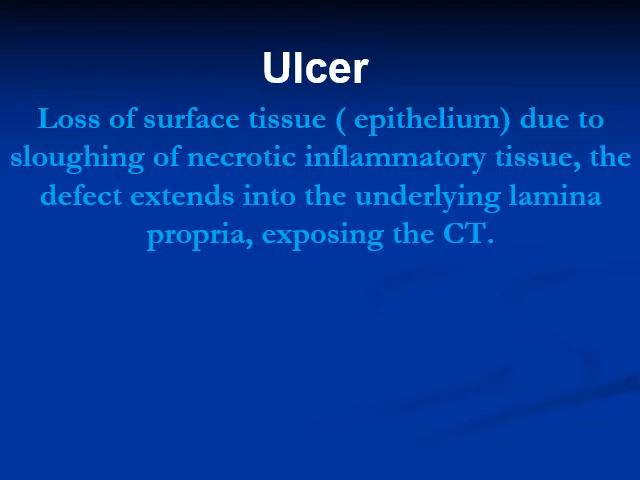 Ulcer
Loss of surface tissue ( epithelium) due to
sloughing of necrotic inflammatory tissue, the
defect extends into the underlying lamina
propria, exposing the CT.